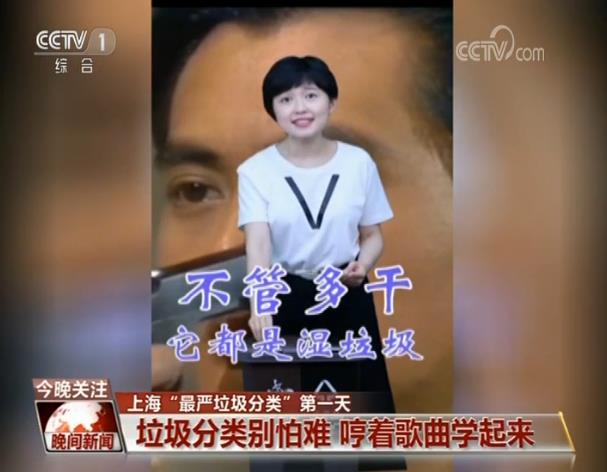 CCTV 1
综合
CCTV.com
不管多干
它都是湿垃圾
今晚关注
晚间新闻
上海“最严垃圾分类”第一天
垃圾分类别怕难 哼着歌曲学起来